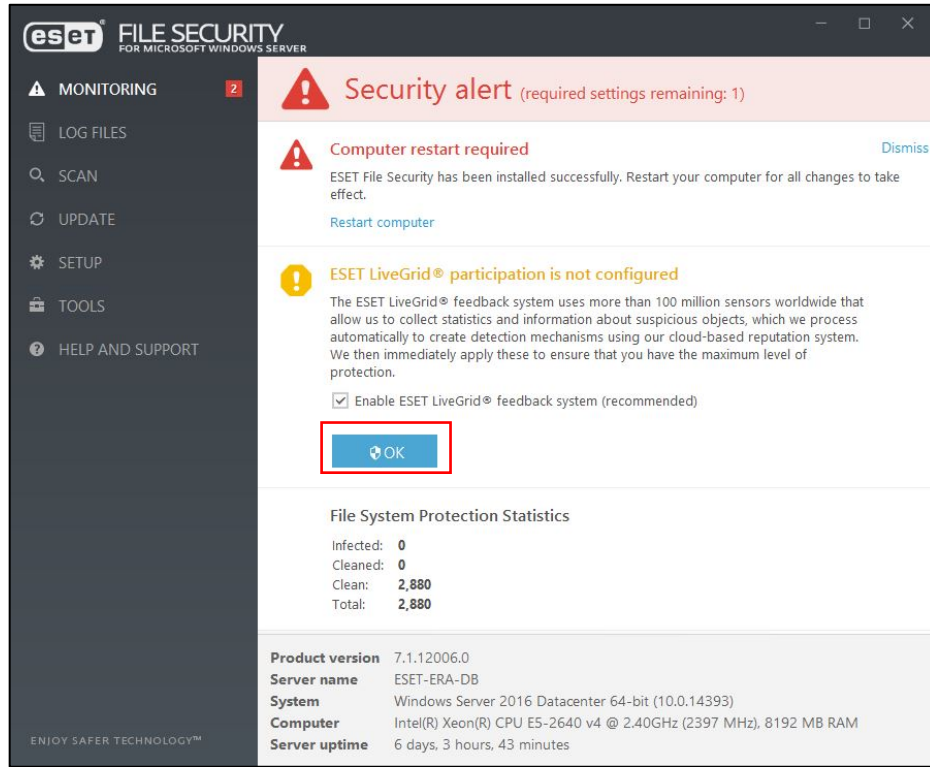 eset® FILE SECURITY
FOR MICROSOFT WINDOWS SERVER
MONITORING 2
LOG FILES
SCAN
UPDATE
SETUP
TOOLS
HELP AND SUPPORT
ENJOY SAFER TECHNOLOGY™
Security alert (required settings remaining: 1)
Computer restart required Dismiss
ESET File Security has been installed successfully. Restart your computer for all changes to take
effect.
Restart computer
ESET LiveGrid® participation is not configured
The ESET LiveGrid® feedback system uses more than 100 million sensors worldwide that
allow us to collect statistics and information about suspicious objects, which we process
automatically to create detection mechanisms using our cloud-based reputation system.
We then immediately apply these to ensure that you have the maximum level of
protection.
Enable ESET LiveGrid® feedback system (recommended)
OK
File System Protection Statistics
Infected: 0
Cleaned: 0
Clean: 2,880
Total: 2,880
Product version 7.1.12006.0
Server name ESET-ERA-DB
System Windows Server 2016 Datacenter 64-bit (10.0.14393)
Computer Intel(R) Xeon(R) CPU E5-2640 v4 @ 2.40GHz (2397 MHz), 8192 MB RAM
Server uptime 6 days, 3 hours, 43 minutes